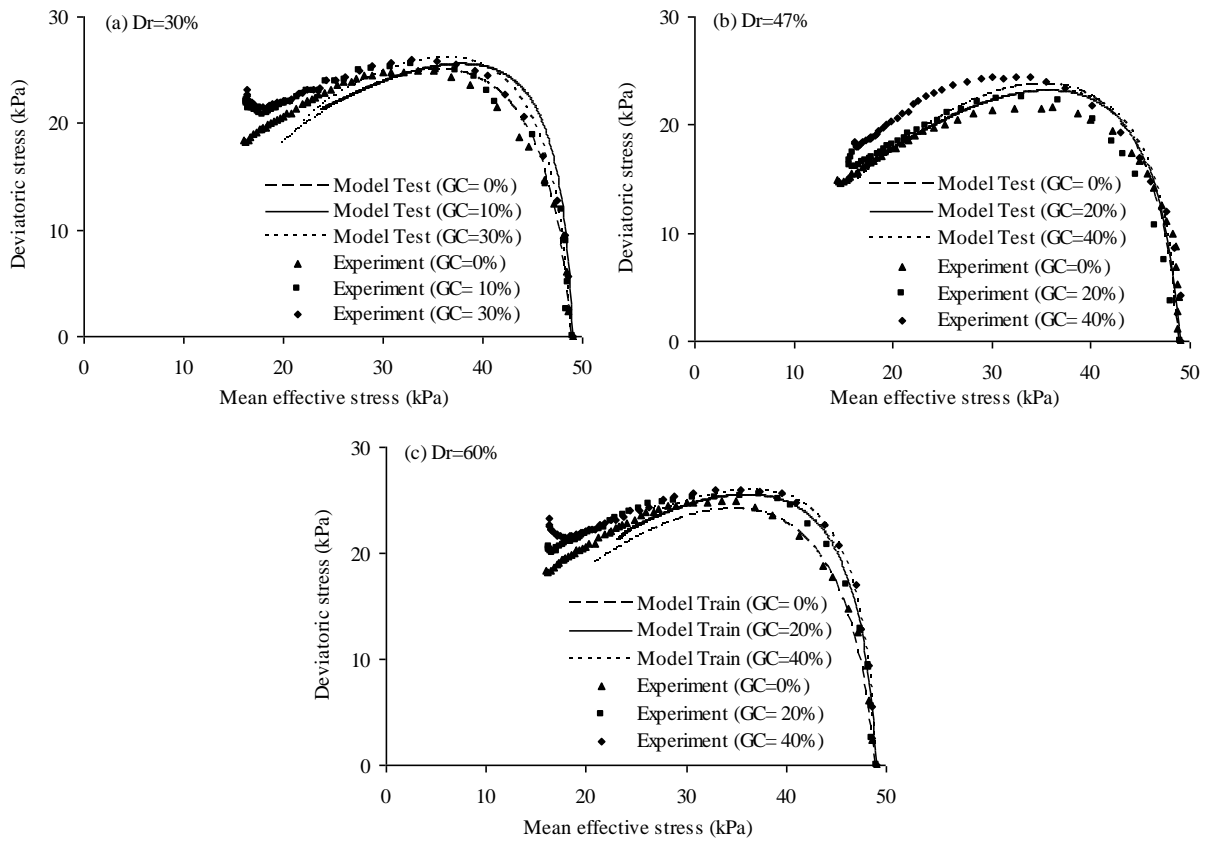 (a) Dr=30%
30
20
10
0
Deviatoric stress (kPa)
Model Test (GC= 0%)
Model Test (GC=10%)
Model Test (GC=30%)
Experiment (GC=0%)
Experiment (GC= 10%)
Experiment (GC= 30%)
0 10 20 30 40 50
Mean effective stress (kPa)
(b) Dr=47%
30
20
10
0
Deviatoric stress (kPa)
Model Test (GC= 0%)
Model Test (GC=20%)
Model Test (GC=40%)
Experiment (GC=0%)
Experiment (GC= 20%)
Experiment (GC= 40%)
0 10 20 30 40 50
Mean effective stress (kPa)
(c) Dr=60%
30
20
10
0
Deviatoric stress (kPa)
Model Train (GC= 0%)
Model Train (GC=20%)
Model Train (GC=40%)
Experiment (GC=0%)
Experiment (GC= 20%)
Experiment (GC= 40%)
0 10 20 30 40 50
Mean effective stress (kPa)